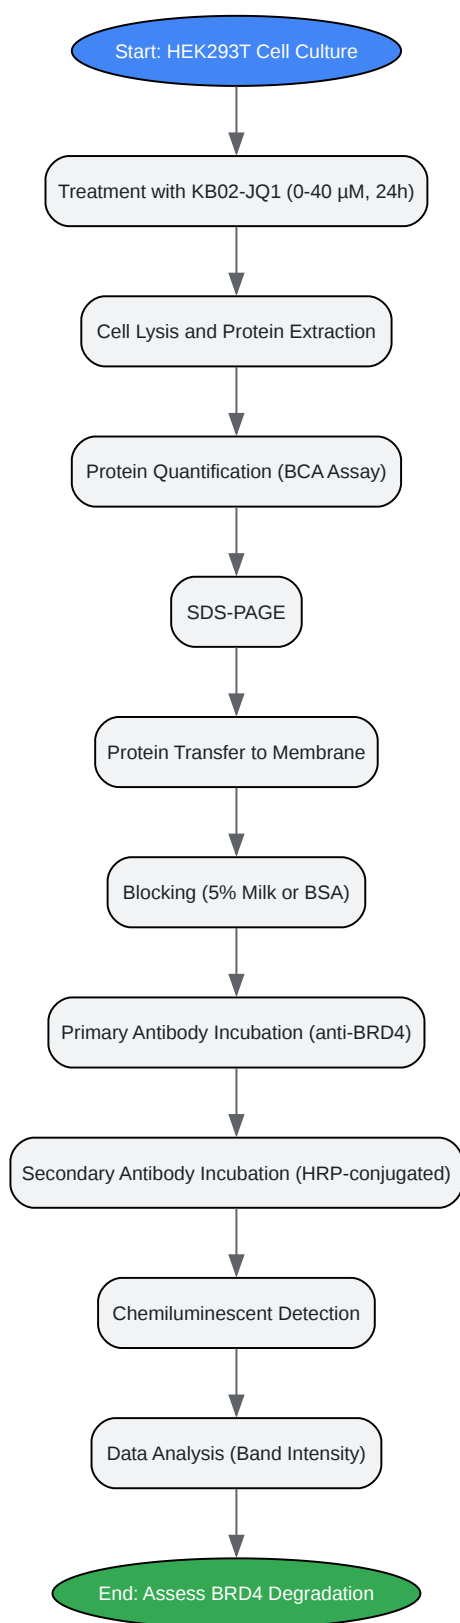 Start: HEK293T Cell Culture
Treatment with KB02-JQ1 (0-40 µM, 24h)
Cell Lysis and Protein Extraction
Protein Quantification (BCA Assay)
SDS-PAGE
Protein Transfer to Membrane
Blocking (5% Milk or BSA)
Primary Antibody Incubation (anti-BRD4)
Secondary Antibody Incubation (HRP-conjugated)
Chemiluminescent Detection
Data Analysis (Band Intensity)
End: Assess BRD4 Degradation